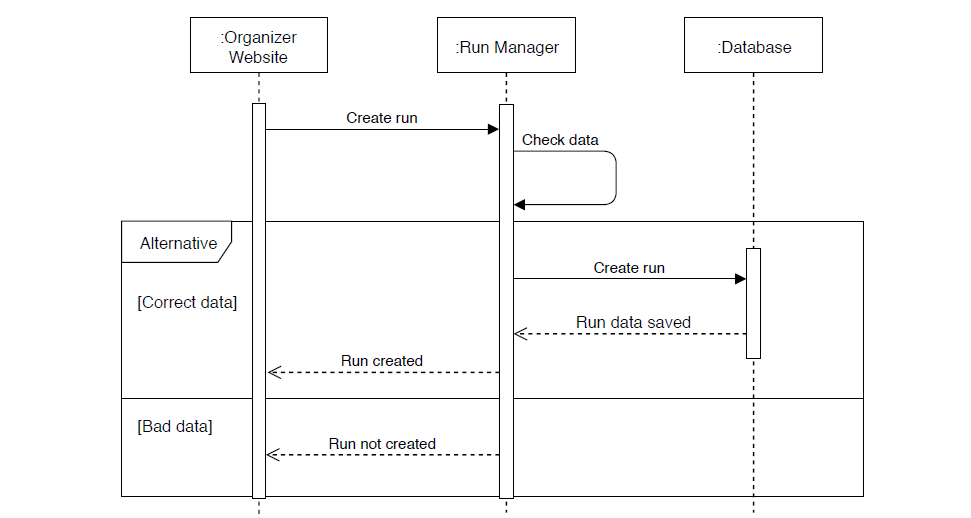 :Organizer
Website
:Run Manager
:Database
Create run
Check data
Alternative
Create run
[Correct data]
Run data saved
Run created
[Bad data]
Run not created